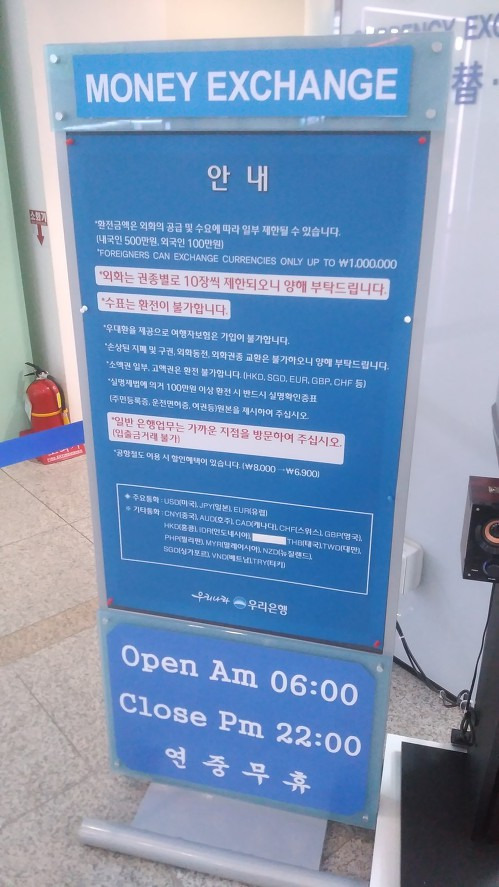 CURRENCY EXC
替
MONEY EXCHANGE
안 내
*환전금액은 외화의 공급 및 수요에 따라 일부 제한될 수 있습니다.
(내국인 500만원, 외국인 100만원)
*FOREIGNERS CAN EXCHANGE CURRENCIES ONLY UP TO ₩1.000.000
*외화는 권종별로 10장씩 제한되오니 양해 부탁드립니다.
*수표는 환전이 불가합니다.
*우대환율 제공으로 여행자보험은 가입이 불가합니다.
*손상된 지폐 및 구권, 외화동전, 외화권종 교환은 불가하오니 양해 부탁드립니다.
*소액권 일부, 고액권은 환전 불가합니다. (HKD, SGD, EUR, GBP, CHF 등)
*실명제법에 의거 100만원 이상 환전 시 반드시 실명확인증표
(주민등록증, 운전면허증, 여권등)원본을 제시하여 주십시오.
*일반 은행업무는 가까운 지점을 방문하여 주십시오.
(입출금거래 불가)
*공항철도 이용 시 할인혜택이 있습니다. (₩8.000 →₩6.900)
※ 주요통화 : USD(미국), JPY(일본), EUR(유럽)
※ 기타통화 : CNY(중국), AUD(호주), CAD(캐나다), CHF(스위스), GBP(영국),
HKD(홍콩), IDR(인도네시아), THB(태국), TWD(대만),
PHP(필리핀), MYR(말레이시아), NZD(뉴질랜드),
SGD(싱가포르), VND(베트남),TRY(터키)
우리나라 우리은행
Open Am 06:00
Close Pm 22:00
연중무휴
소화기